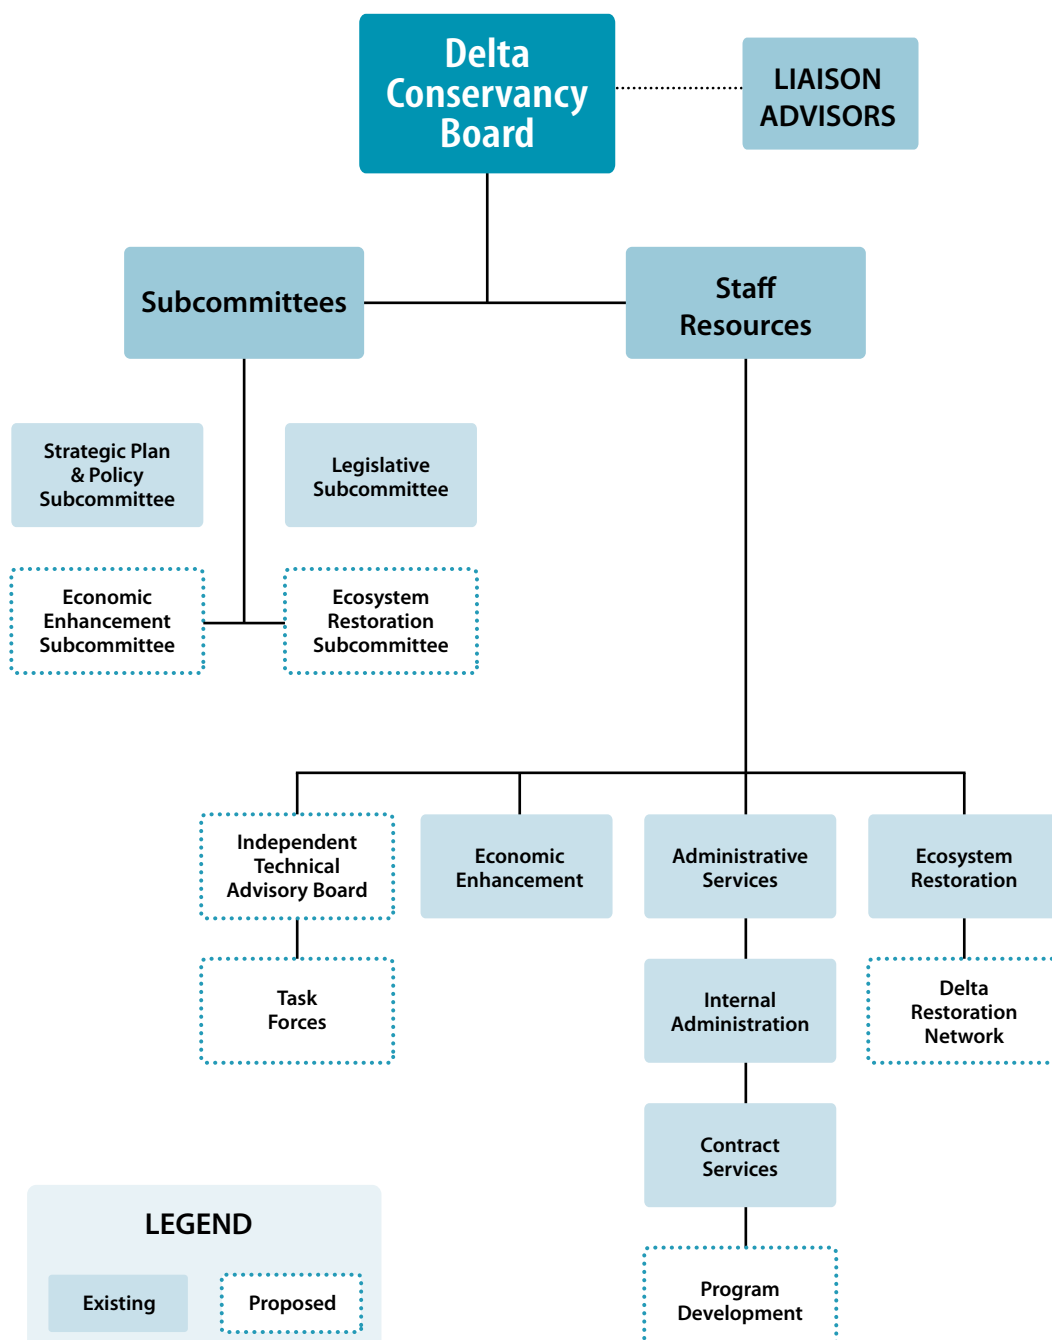 Delta
Conservancy
Board
LIAISON
ADVISORS
Subcommittees
Staff
Resources
Strategic Plan
& Policy
Subcommittee
Legislative
Subcommittee
Economic
Enhancement
Subcommittee
Ecosystem
Restoration
Subcommittee
Independent
Technical
Advisory Board
Economic
Enhancement
Administrative
Services
Ecosystem
Restoration
Task
Forces
Internal
Administration
Delta
Restoration
Network
Contract
Services
Program
Development
LEGEND
Existing
Proposed